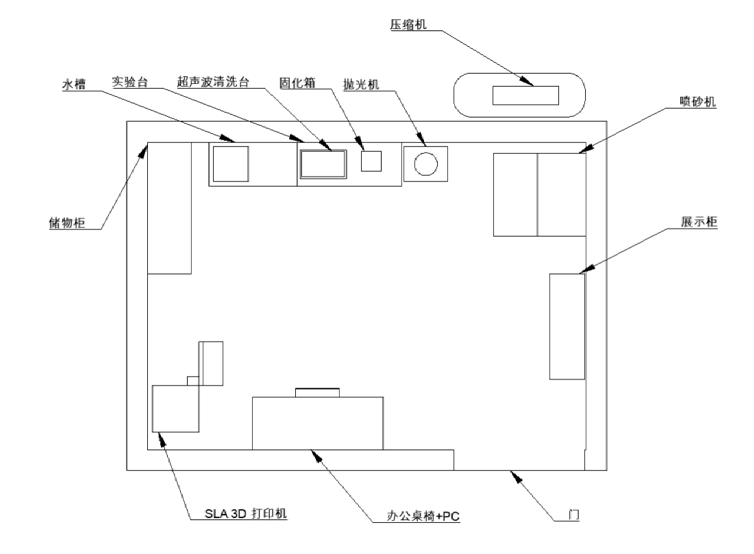 压缩机
水槽
实验台
超声波清洗台
固化箱
抛光机
喷砂机
储物柜
展示柜
SLA 3D 打印机
办公桌椅+PC
门